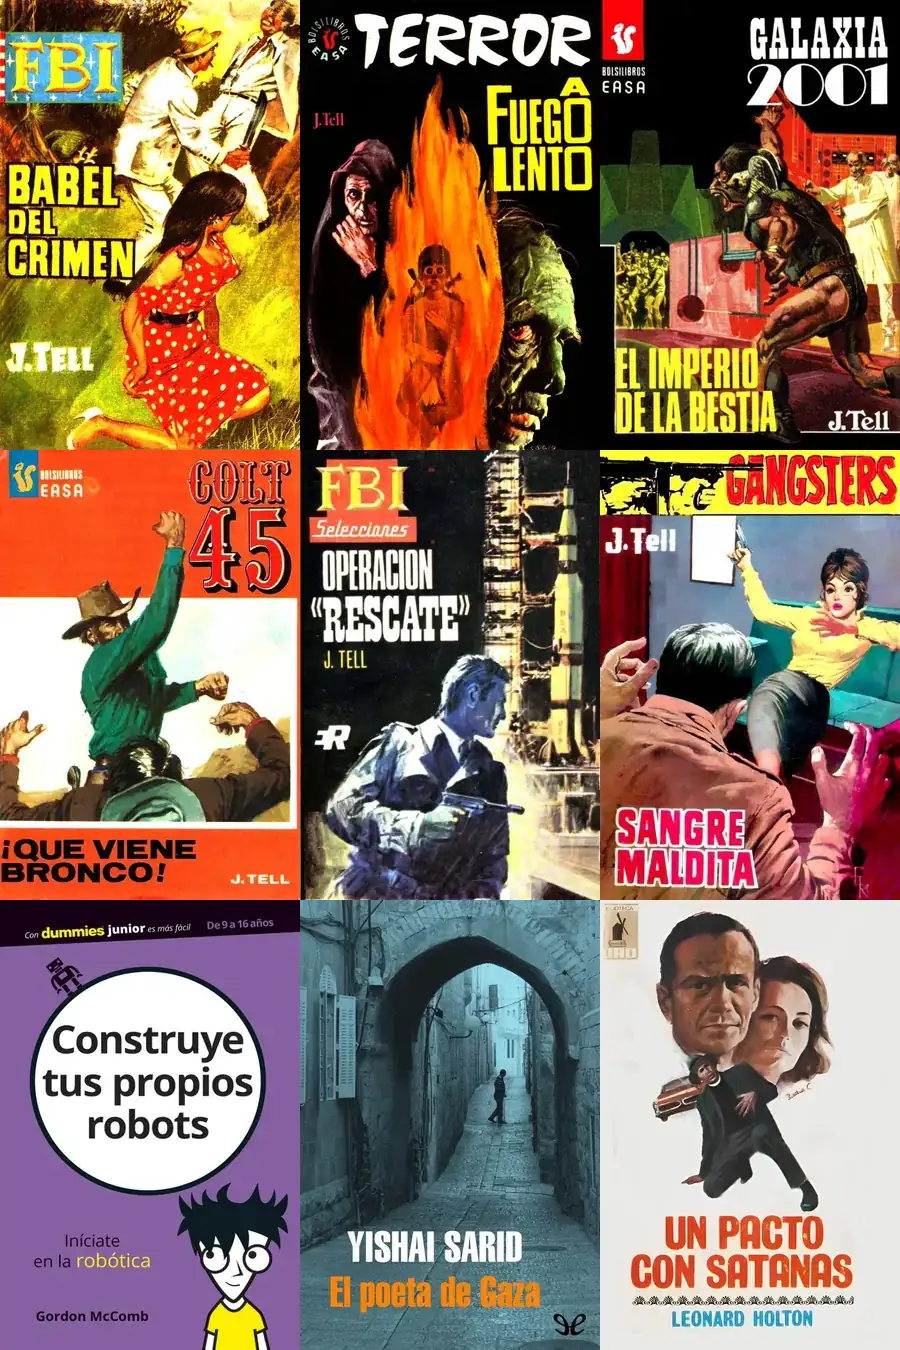 FBI
BABEL
DEL
CRIMEN
J. TELL
BOLSILIBROS
EASA
TERROR
J.Tell
A
FUEGO
LENTO
BOLSILIBROS
EASA
GALAXIA
2001
EL IMPERIO
DE LA BESTIA
J.Tell
BOLSILIBROS
EASA
COLT
45
¡QUE VIENE
BRONCO!
J. TELL
FBI
Selecciones
OPERACION
"RESCATE"
J. TELL
R
GANGSTERS
J. Tell
SANGRE
MALDITA
Con dummies junior es más fácil
De 9 a 16 años
Construye
tus propios
robots
Iníciate
en la robótica
Gordon McComb
YISHAI SARID
El poeta de Gaza
UN PACTO
CON SATANAS
LEONARD HOLTON